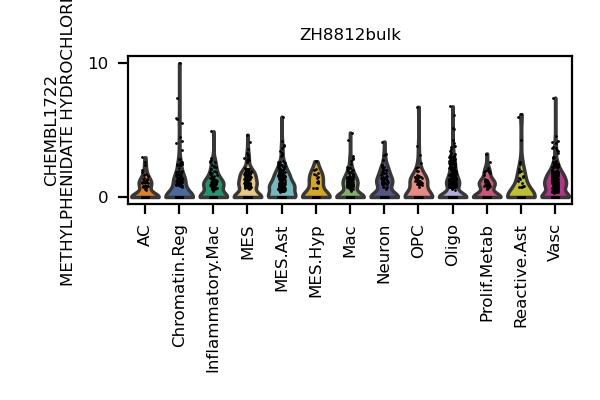 ZH8812bulk
CHEMBL1722
METHYLPHENIDATE HYDROCHLORI
10
0
AC
Chromatin.Reg
Inflammatory.Mac
MES
MES.Ast
MES.Hyp
Mac
Neuron
OPC
Oligo
Prolif.Metab
Reactive.Ast
Vasc